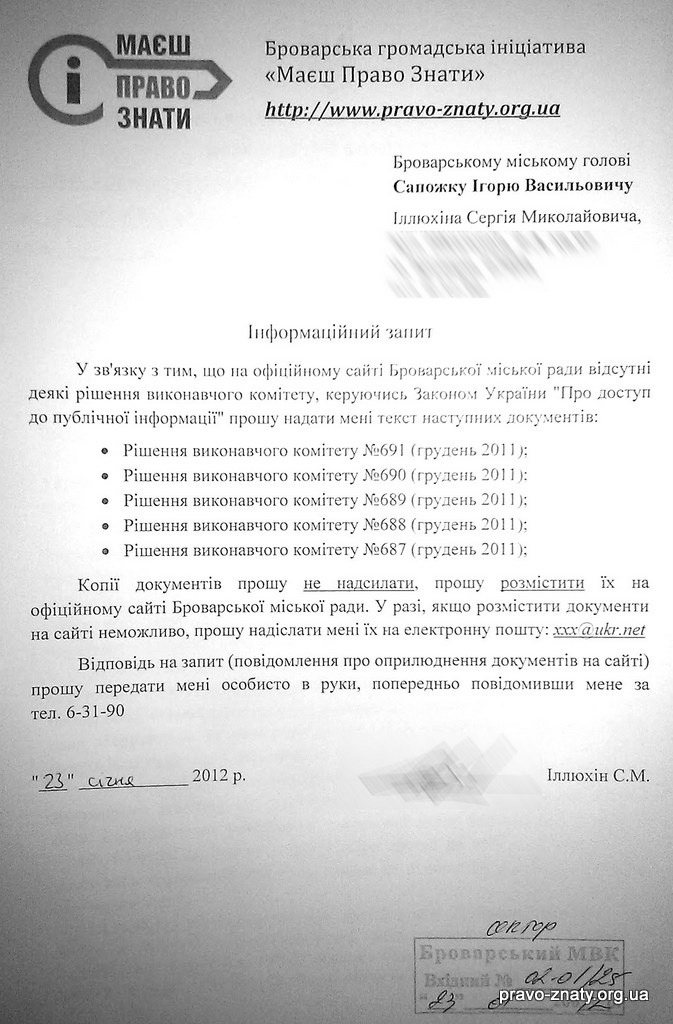 МАЄШ
ПРАВО
ЗНАТИ
Броварська громадська ініціатива
«Маєш Право Знати»
http://www.pravo-znaty.org.ua
Броварському міському голові
Сапожку Ігорю Васильовичу
Іллюхіна Сергія Миколайовича,
Інформаційний запит
У зв'язку з тим, що на офіційному сайті Броварської міської ради відсутні
деякі рішення виконавчого комітету, керуючись Законом України "Про доступ
до публічної інформації" прошу надати мені текст наступних документів:
• Рішення виконавчого комітету №691 (грудень 2011);
• Рішення виконавчого комітету №690 (грудень 2011):
• Рішення виконавчого комітету №689 (грудень 2011);
• Рішення виконавчого комітету №688 (грудень 2011);
• Рішення виконавчого комітету №687 (грудень 2011);
Копії документів прошу не надсилати, прошу розмістити їх на
офіційному сайті Броварської міської ради. У разі, якщо розмістити документи
на сайті неможливо, прошу надіслати мені їх на електронну пошту: xxx@ukr.net
Відповідь на запит (повідомлення про оприлюднення документів на сайті)
прошу передати мені особисто в руки, попередньо повідомивши мене за
тел. 6-31-90
"23" січня 2012 р.
Іллюхін С.М.
сектор
Броварський МВК
Вхідний № 02-01/25
"23" 01
pravo-znaty.org.ua